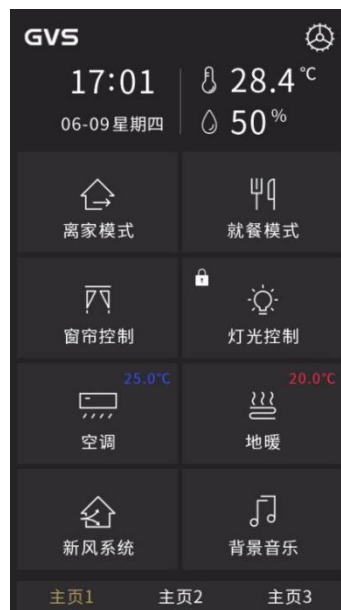 GVS
17:01
28.4°C
06-09 星期四
50%
离家模式
就餐模式
窗帘控制
灯光控制
25.0°C
20.0°C
空调
地暖
新风系统
背景音乐
主页1
主页2
主页3